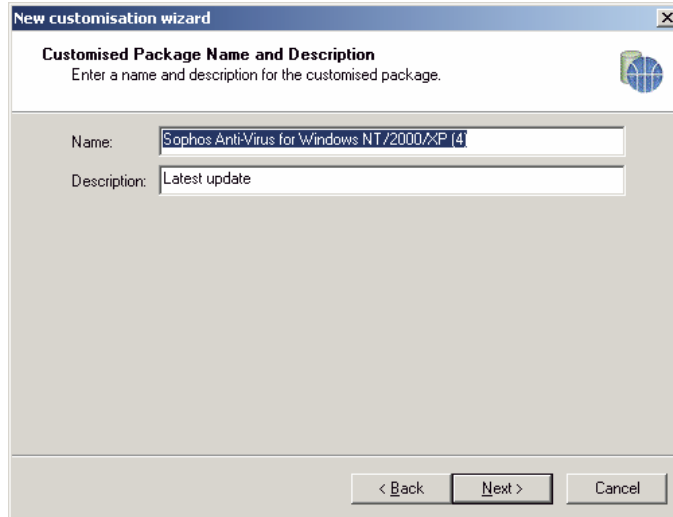 New customisation wizard
Customised Package Name and Description
Enter a name and description for the customised package.
Name: Sophos Anti-Virus for Windows NT/2000/XP (4)
Description: Latest update
< Back Next > Cancel